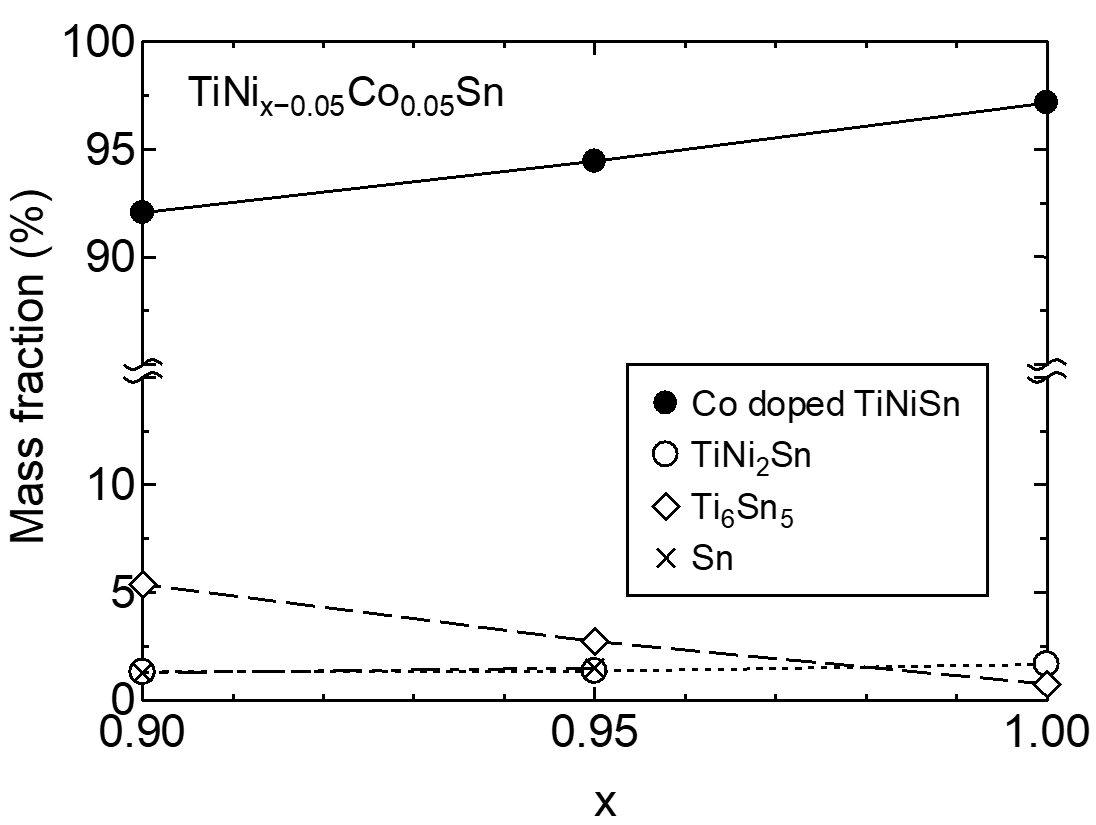 100
TiNiₓ₋₀.₀₅Co₀.₀₅Sn
95
90
Mass fraction (%)
Co doped TiNiSn
TiNi₂Sn
Ti₆Sn₅
Sn
10
5
0
0.90 0.95 1.00
x